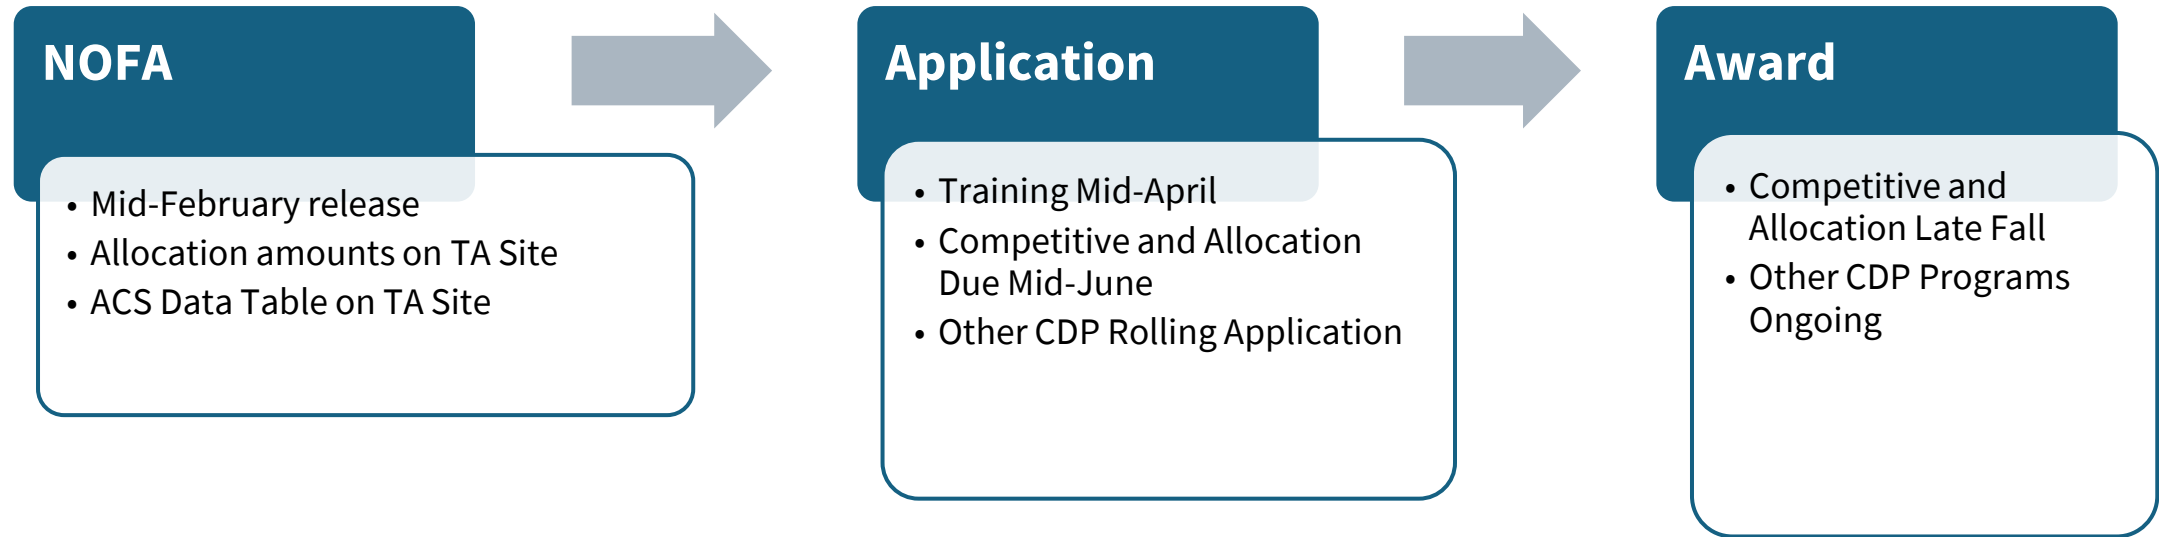 NOFA
• Mid-February release
• Allocation amounts on TA Site
• ACS Data Table on TA Site
Application
• Training Mid-April
• Competitive and Allocation
Due Mid-June
• Other CDP Rolling Application
Award
• Competitive and
Allocation Late Fall
• Other CDP Programs
Ongoing